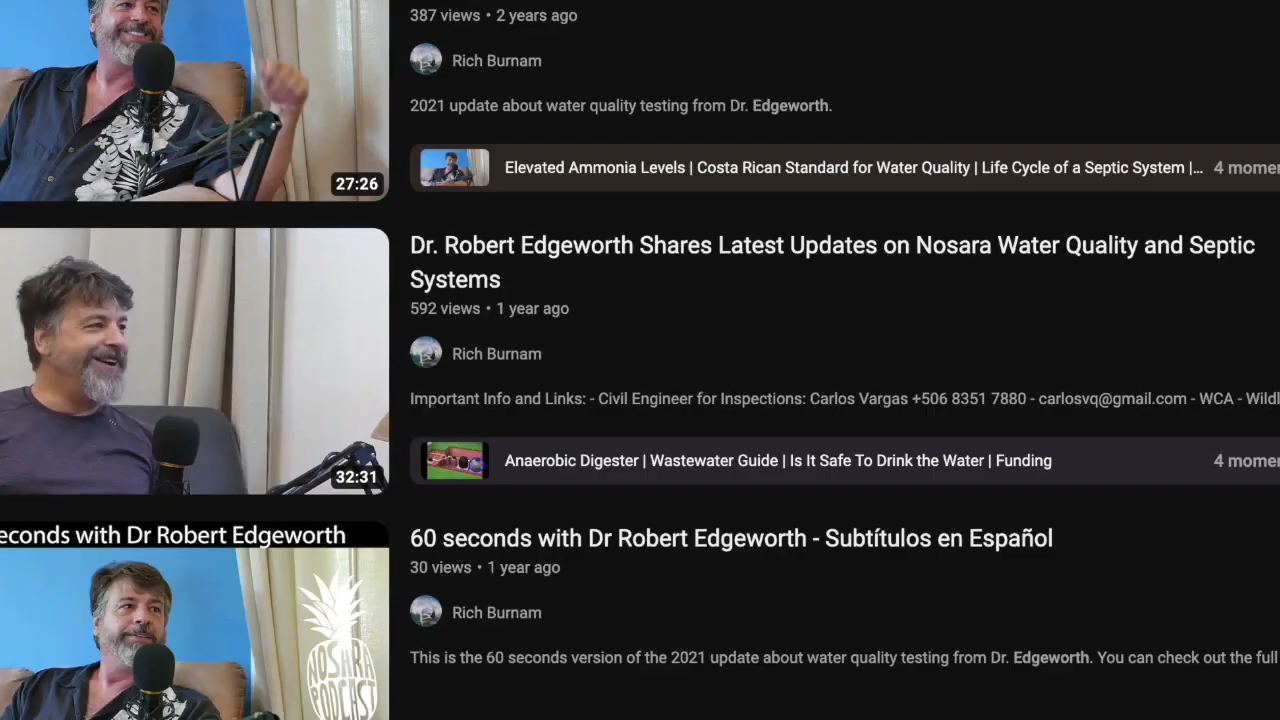 387 views • 2 years ago
Rich Burnam
2021 update about water quality testing from Dr. Edgeworth.
Elevated Ammonia Levels | Costa Rican Standard for Water Quality | Life Cycle of a Septic System |... 4 momen
27:26
Dr. Robert Edgeworth Shares Latest Updates on Nosara Water Quality and Septic
Systems
592 views • 1 year ago
Rich Burnam
Important Info and Links: - Civil Engineer for Inspections: Carlos Vargas +506 8351 7880 - carlosvq@gmail.com - WCA - Wildl
Anaerobic Digester | Wastewater Guide | Is It Safe To Drink the Water | Funding 4 momen
32:31
econds with Dr Robert Edgeworth
60 seconds with Dr Robert Edgeworth - Subtítulos en Español
30 views • 1 year ago
Rich Burnam
This is the 60 seconds version of the 2021 update about water quality testing from Dr. Edgeworth. You can check out the full
NOSARA
PODCAST